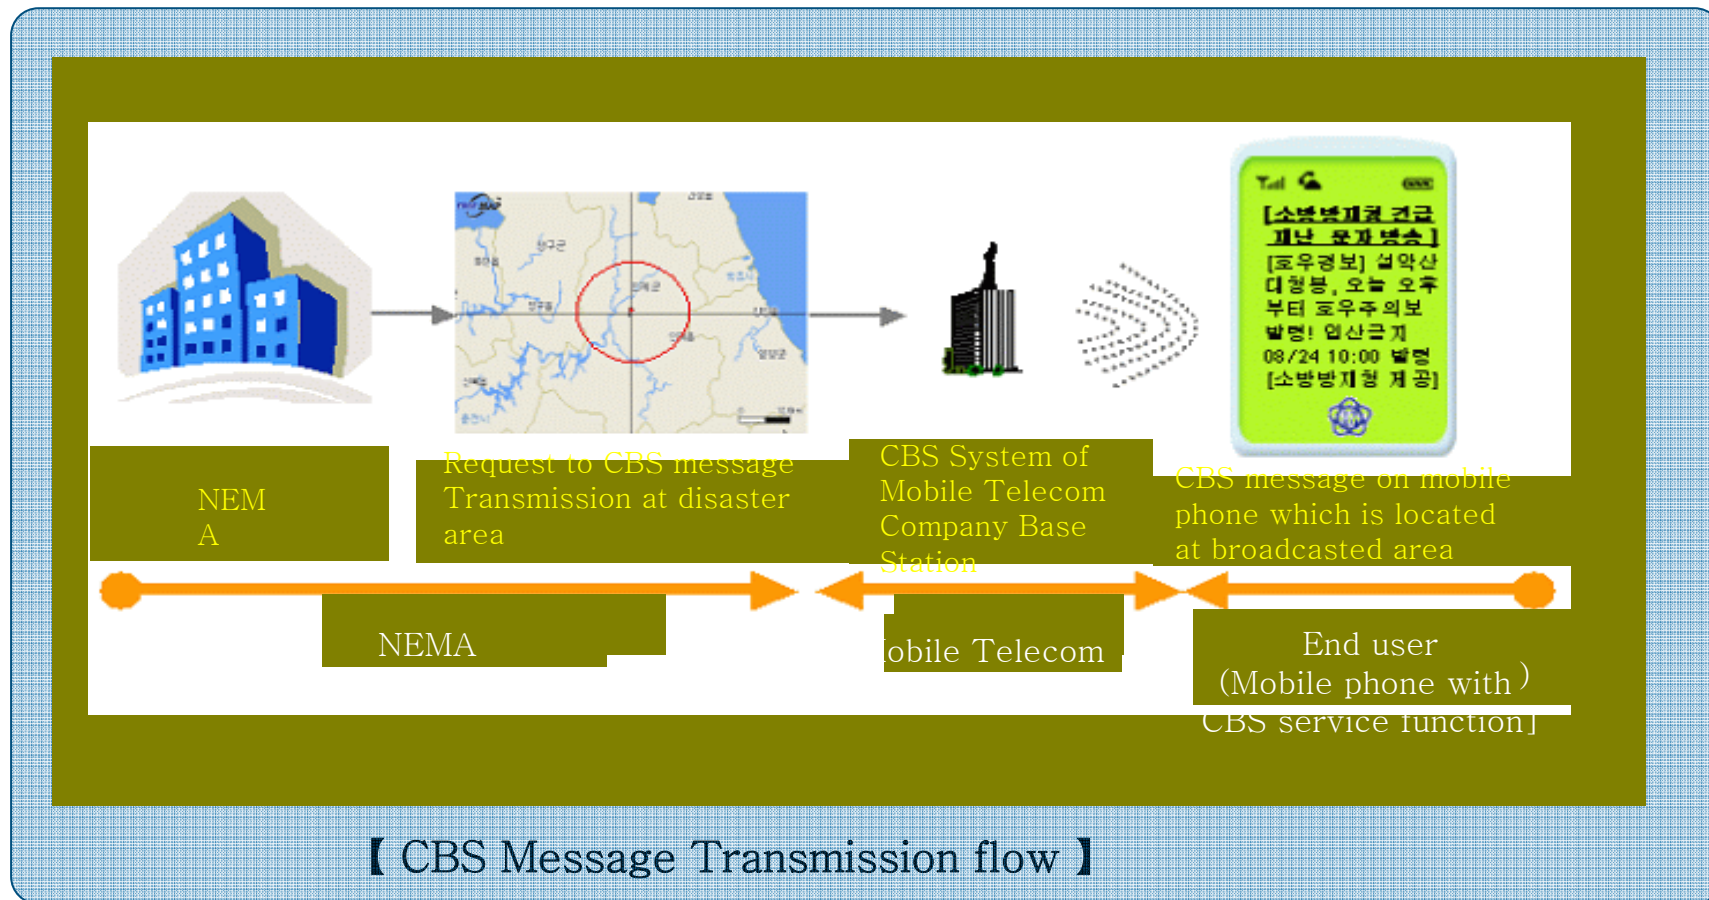 [소방방재청 긴급
재난 문자방송]
[호우경보] 설악산
대청봉, 오늘 오후
부터 호우주의보
발령! 입산금지
08/24 10:00 발령
[소방방재청 제공]
NEM
A
Request to CBS message
Transmission at disaster
area
CBS System of
Mobile Telecom
Company Base
Station
CBS message on mobile
phone which is located
at broadcasted area
NEMA
obile Telecom
End user
(Mobile phone with )
CBS service function]
【 CBS Message Transmission flow 】